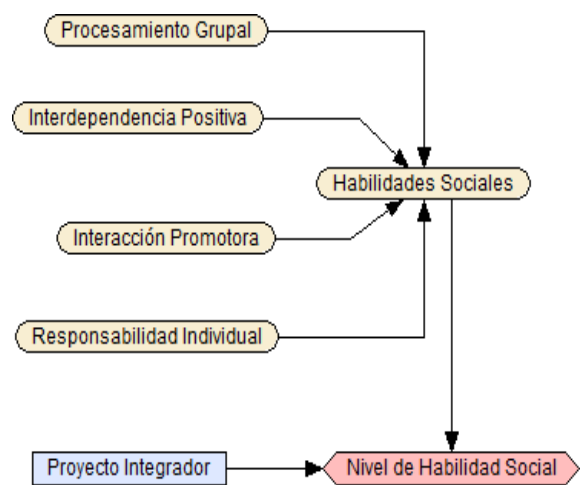 Procesamiento Grupal
Interdependencia Positiva
Habilidades Sociales
Interacción Promotora
Responsabilidad Individual
Proyecto Integrador
Nivel de Habilidad Social